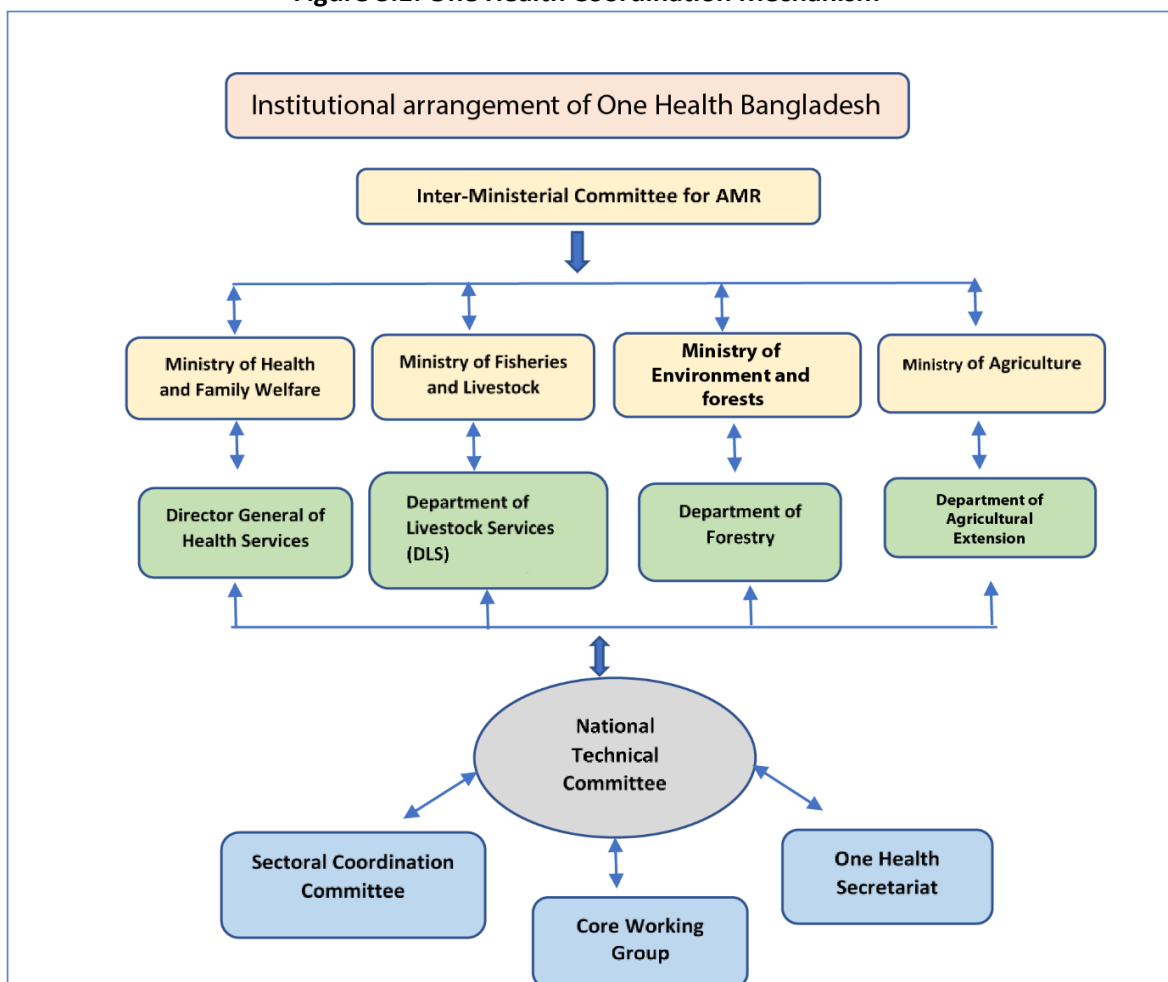 Institutional arrangement of One Health Bangladesh
Inter-Ministerial Committee for AMR
Ministry of Health
and Family Welfare
Ministry of Fisheries
and Livestock
Ministry of
Environment and
forests
Ministry of Agriculture
Director General of
Health Services
Department of
Livestock Services
(DLS)
Department of
Forestry
Department of
Agricultural
Extension
National
Technical
Committee
Sectoral Coordination
Committee
Core Working
Group
One Health
Secretariat